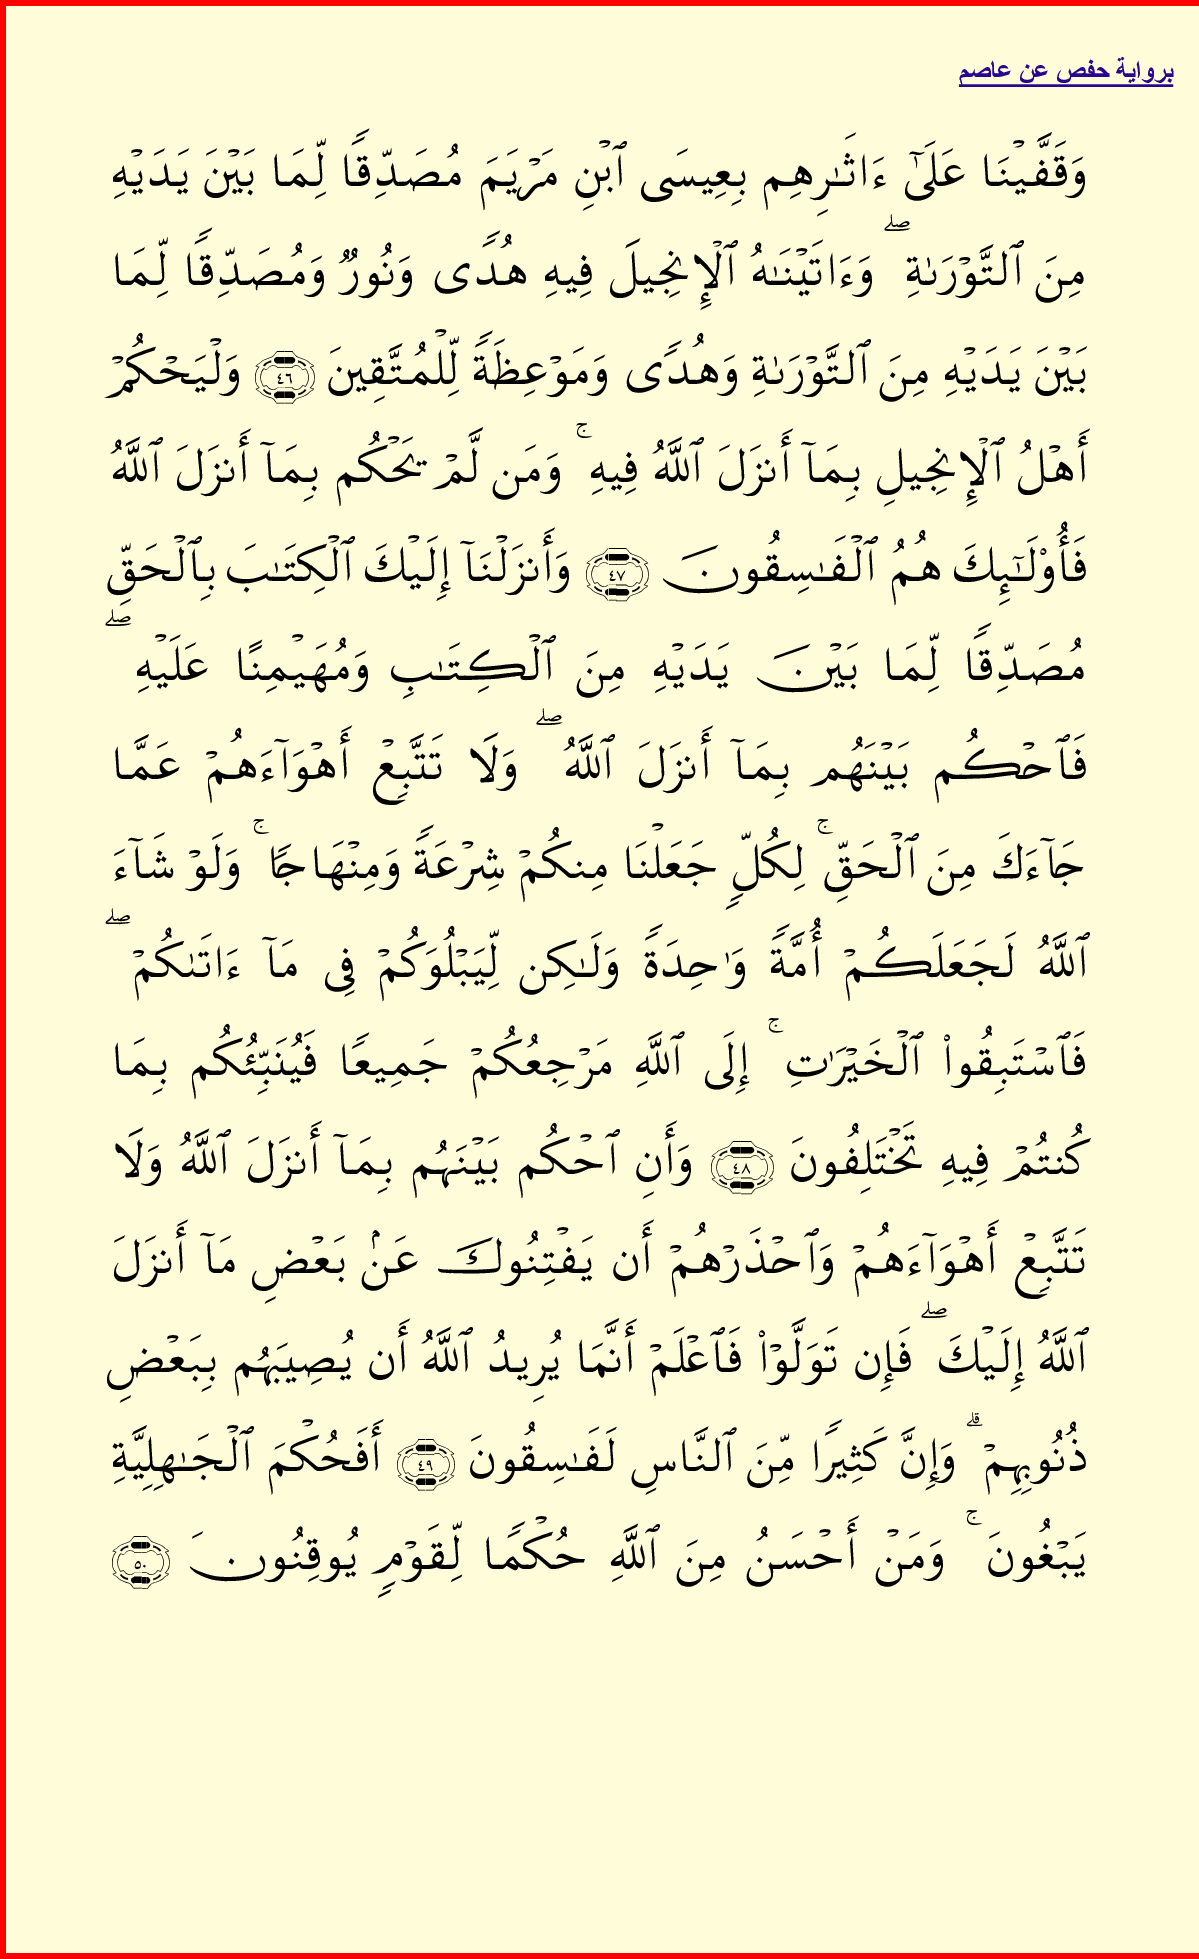 برواية حفص عن عاصم
وَقَفَّيۡنَا عَلَىٰٓ ءَاثَٰرِهِم بِعِيسَى ٱبۡنِ مَرۡيَمَ مُصَدِّقٗا لِّمَا بَيۡنَ يَدَيۡهِ
مِنَ ٱلتَّوۡرَىٰةِۖ وَءَاتَيۡنَٰهُ ٱلۡإِنجِيلَ فِيهِ هُدٗى وَنُورٞ وَمُصَدِّقٗا لِّمَا
بَيۡنَ يَدَيۡهِ مِنَ ٱلتَّوۡرَىٰةِ وَهُدٗى وَمَوۡعِظَةٗ لِّلۡمُتَّقِينَ ٤٦ وَلۡيَحۡكُمۡ
أَهۡلُ ٱلۡإِنجِيلِ بِمَآ أَنزَلَ ٱللَّهُ فِيهِۚ وَمَن لَّمۡ يَحۡكُم بِمَآ أَنزَلَ ٱللَّهُ
فَأُوْلَٰٓئِكَ هُمُ ٱلۡفَٰسِقُونَ ٤٧ وَأَنزَلۡنَآ إِلَيۡكَ ٱلۡكِتَٰبَ بِٱلۡحَقِّ
مُصَدِّقٗا لِّمَا بَيۡنَ يَدَيۡهِ مِنَ ٱلۡكِتَٰبِ وَمُهَيۡمِنًا عَلَيۡهِۖ
فَٱحۡكُم بَيۡنَهُم بِمَآ أَنزَلَ ٱللَّهُۖ وَلَا تَتَّبِعۡ أَهۡوَآءَهُمۡ عَمَّا
جَآءَكَ مِنَ ٱلۡحَقِّۚ لِكُلّٖ جَعَلۡنَا مِنكُمۡ شِرۡعَةٗ وَمِنۡهَاجٗاۚ وَلَوۡ شَآءَ
ٱللَّهُ لَجَعَلَكُمۡ أُمَّةٗ وَٰحِدَةٗ وَلَٰكِن لِّيَبۡلُوَكُمۡ فِي مَآ ءَاتَىٰكُمۡۖ
فَٱسۡتَبِقُواْ ٱلۡخَيۡرَٰتِۚ إِلَى ٱللَّهِ مَرۡجِعُكُمۡ جَمِيعٗا فَيُنَبِّئُكُم بِمَا
كُنتُمۡ فِيهِ تَخۡتَلِفُونَ ٤٨ وَأَنِ ٱحۡكُم بَيۡنَهُم بِمَآ أَنزَلَ ٱللَّهُ وَلَا
تَتَّبِعۡ أَهۡوَآءَهُمۡ وَٱحۡذَرۡهُمۡ أَن يَفۡتِنُوكَ عَنۢ بَعۡضِ مَآ أَنزَلَ
ٱللَّهُ إِلَيۡكَۖ فَإِن تَوَلَّوۡاْ فَٱعۡلَمۡ أَنَّمَا يُرِيدُ ٱللَّهُ أَن يُصِيبَهُم بِبَعۡضِ
ذُنُوبِهِمۡۗ وَإِنَّ كَثِيرٗا مِّنَ ٱلنَّاسِ لَفَٰسِقُونَ ٤٩ أَفَحُكۡمَ ٱلۡجَٰهِلِيَّةِ
يَبۡغُونَۚ وَمَنۡ أَحۡسَنُ مِنَ ٱللَّهِ حُكۡمٗا لِّقَوۡمٖ يُوقِنُونَ ٥٠